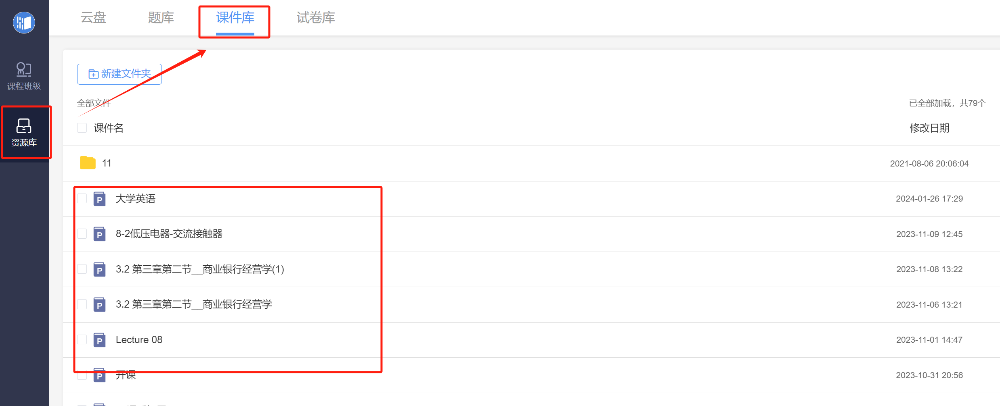 云盘 题库 课件库 试卷库
课程班级
资源库
新建文件夹
全部文件 已全部加载，共79个
课件名 修改日期
11 2021-08-06 20:06:04
P 大学英语 2024-01-26 17:29
P 8-2低压电器-交流接触器 2023-11-09 12:45
P 3.2 第三章第二节__商业银行经营学(1) 2023-11-08 13:22
P 3.2 第三章第二节__商业银行经营学 2023-11-06 13:21
P Lecture 08 2023-11-01 14:47
P 开课 2023-10-31 20:56